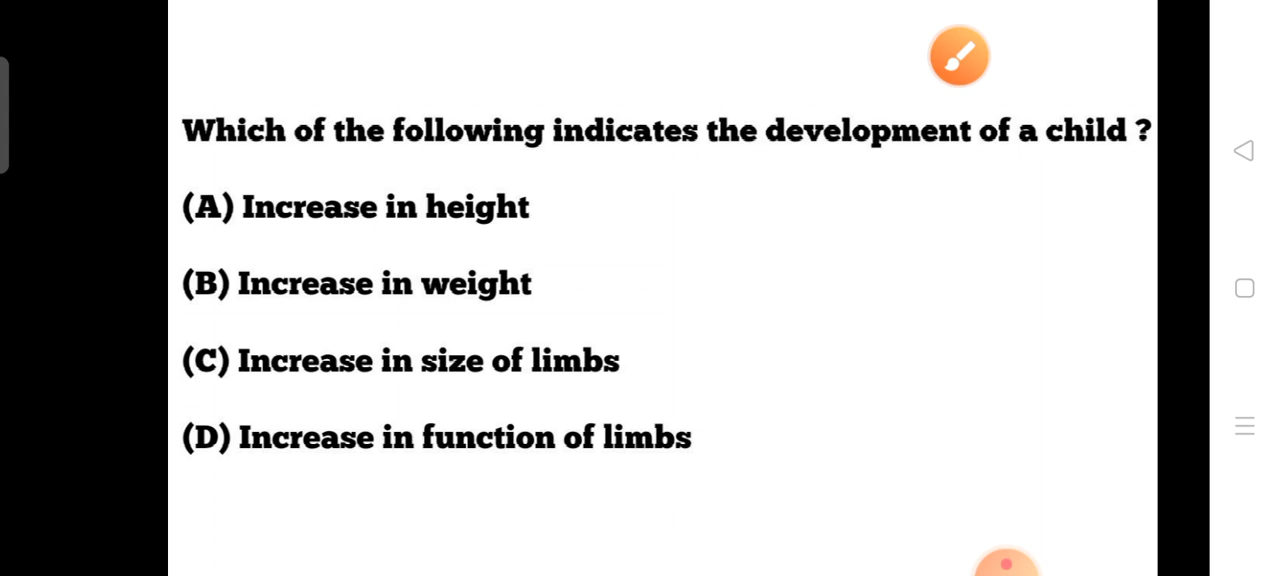 Which of the following indicates the development of a child ?
(A) Increase in height
(B) Increase in weight
(C) Increase in size of limbs
(D) Increase in function of limbs